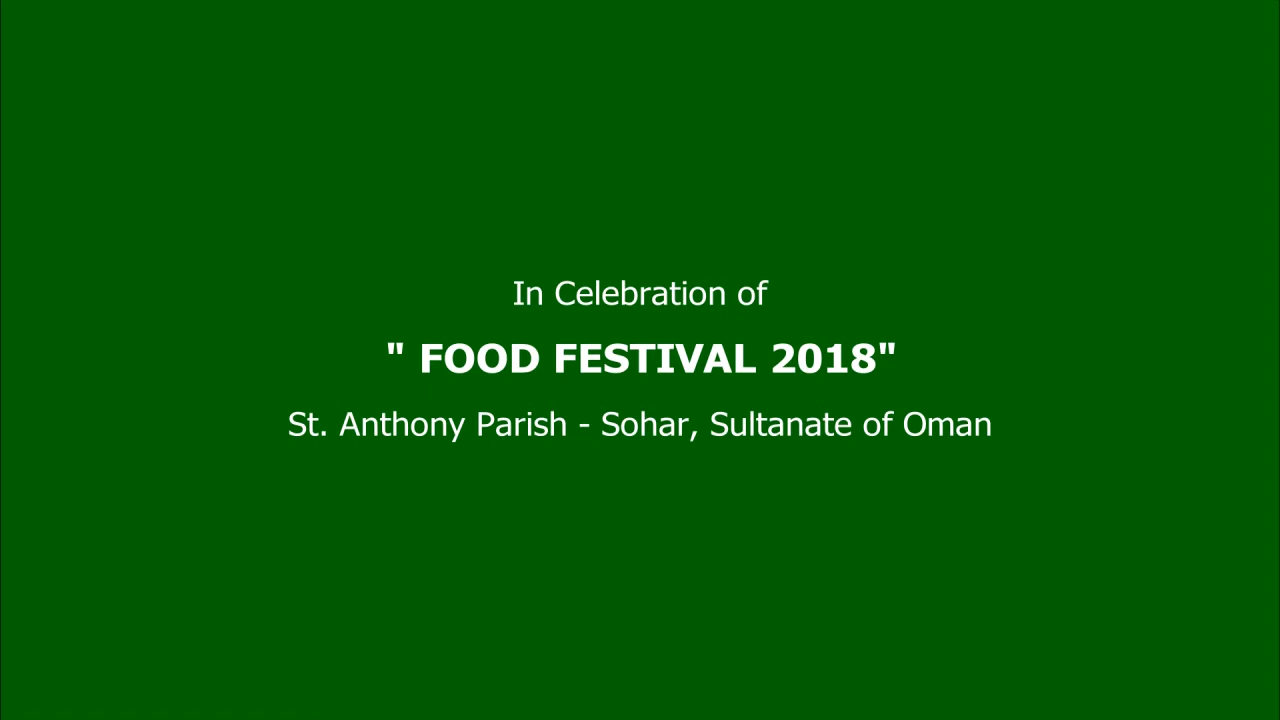 In Celebration of
" FOOD FESTIVAL 2018"
St. Anthony Parish - Sohar, Sultanate of Oman